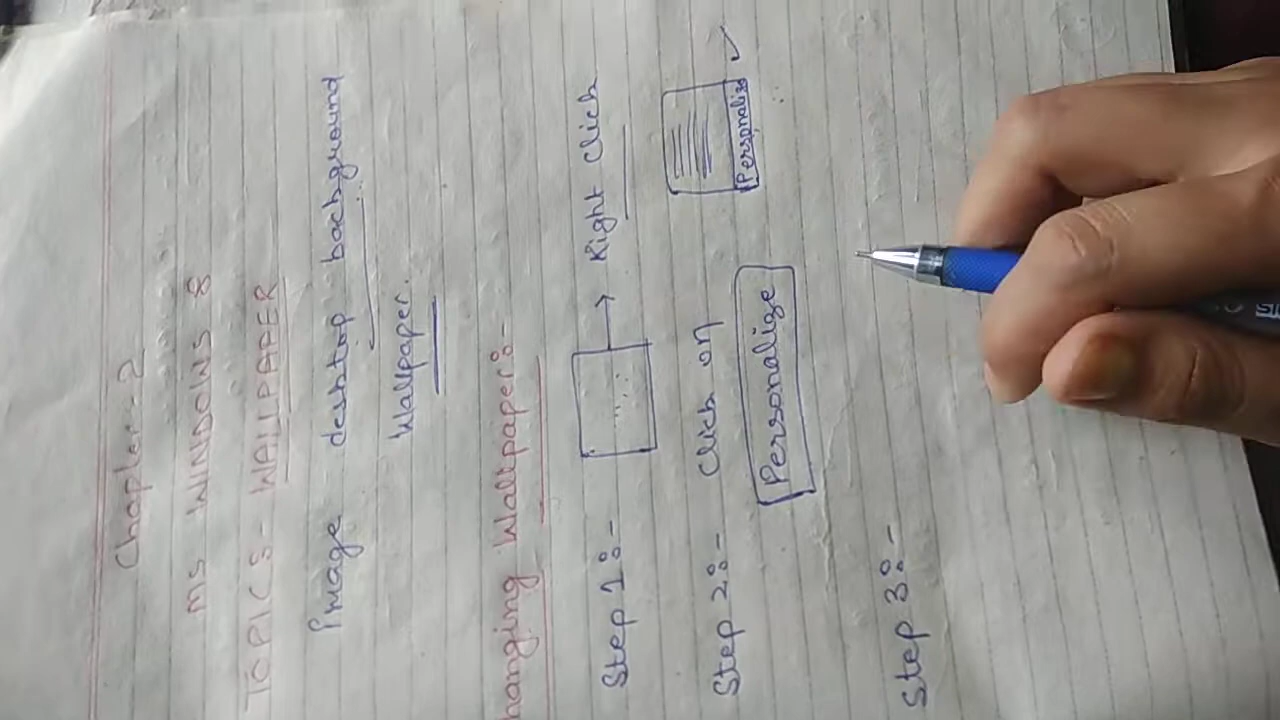 Chapter-2
MS WINDOWS 8
TOPICS - WALLPAPER
Image desktop background
Wallpaper.
hanging Wallpaper:-
Step 1:- → Right Click
Step 2:- Click on
Personalize
Personalize
Step 3:-